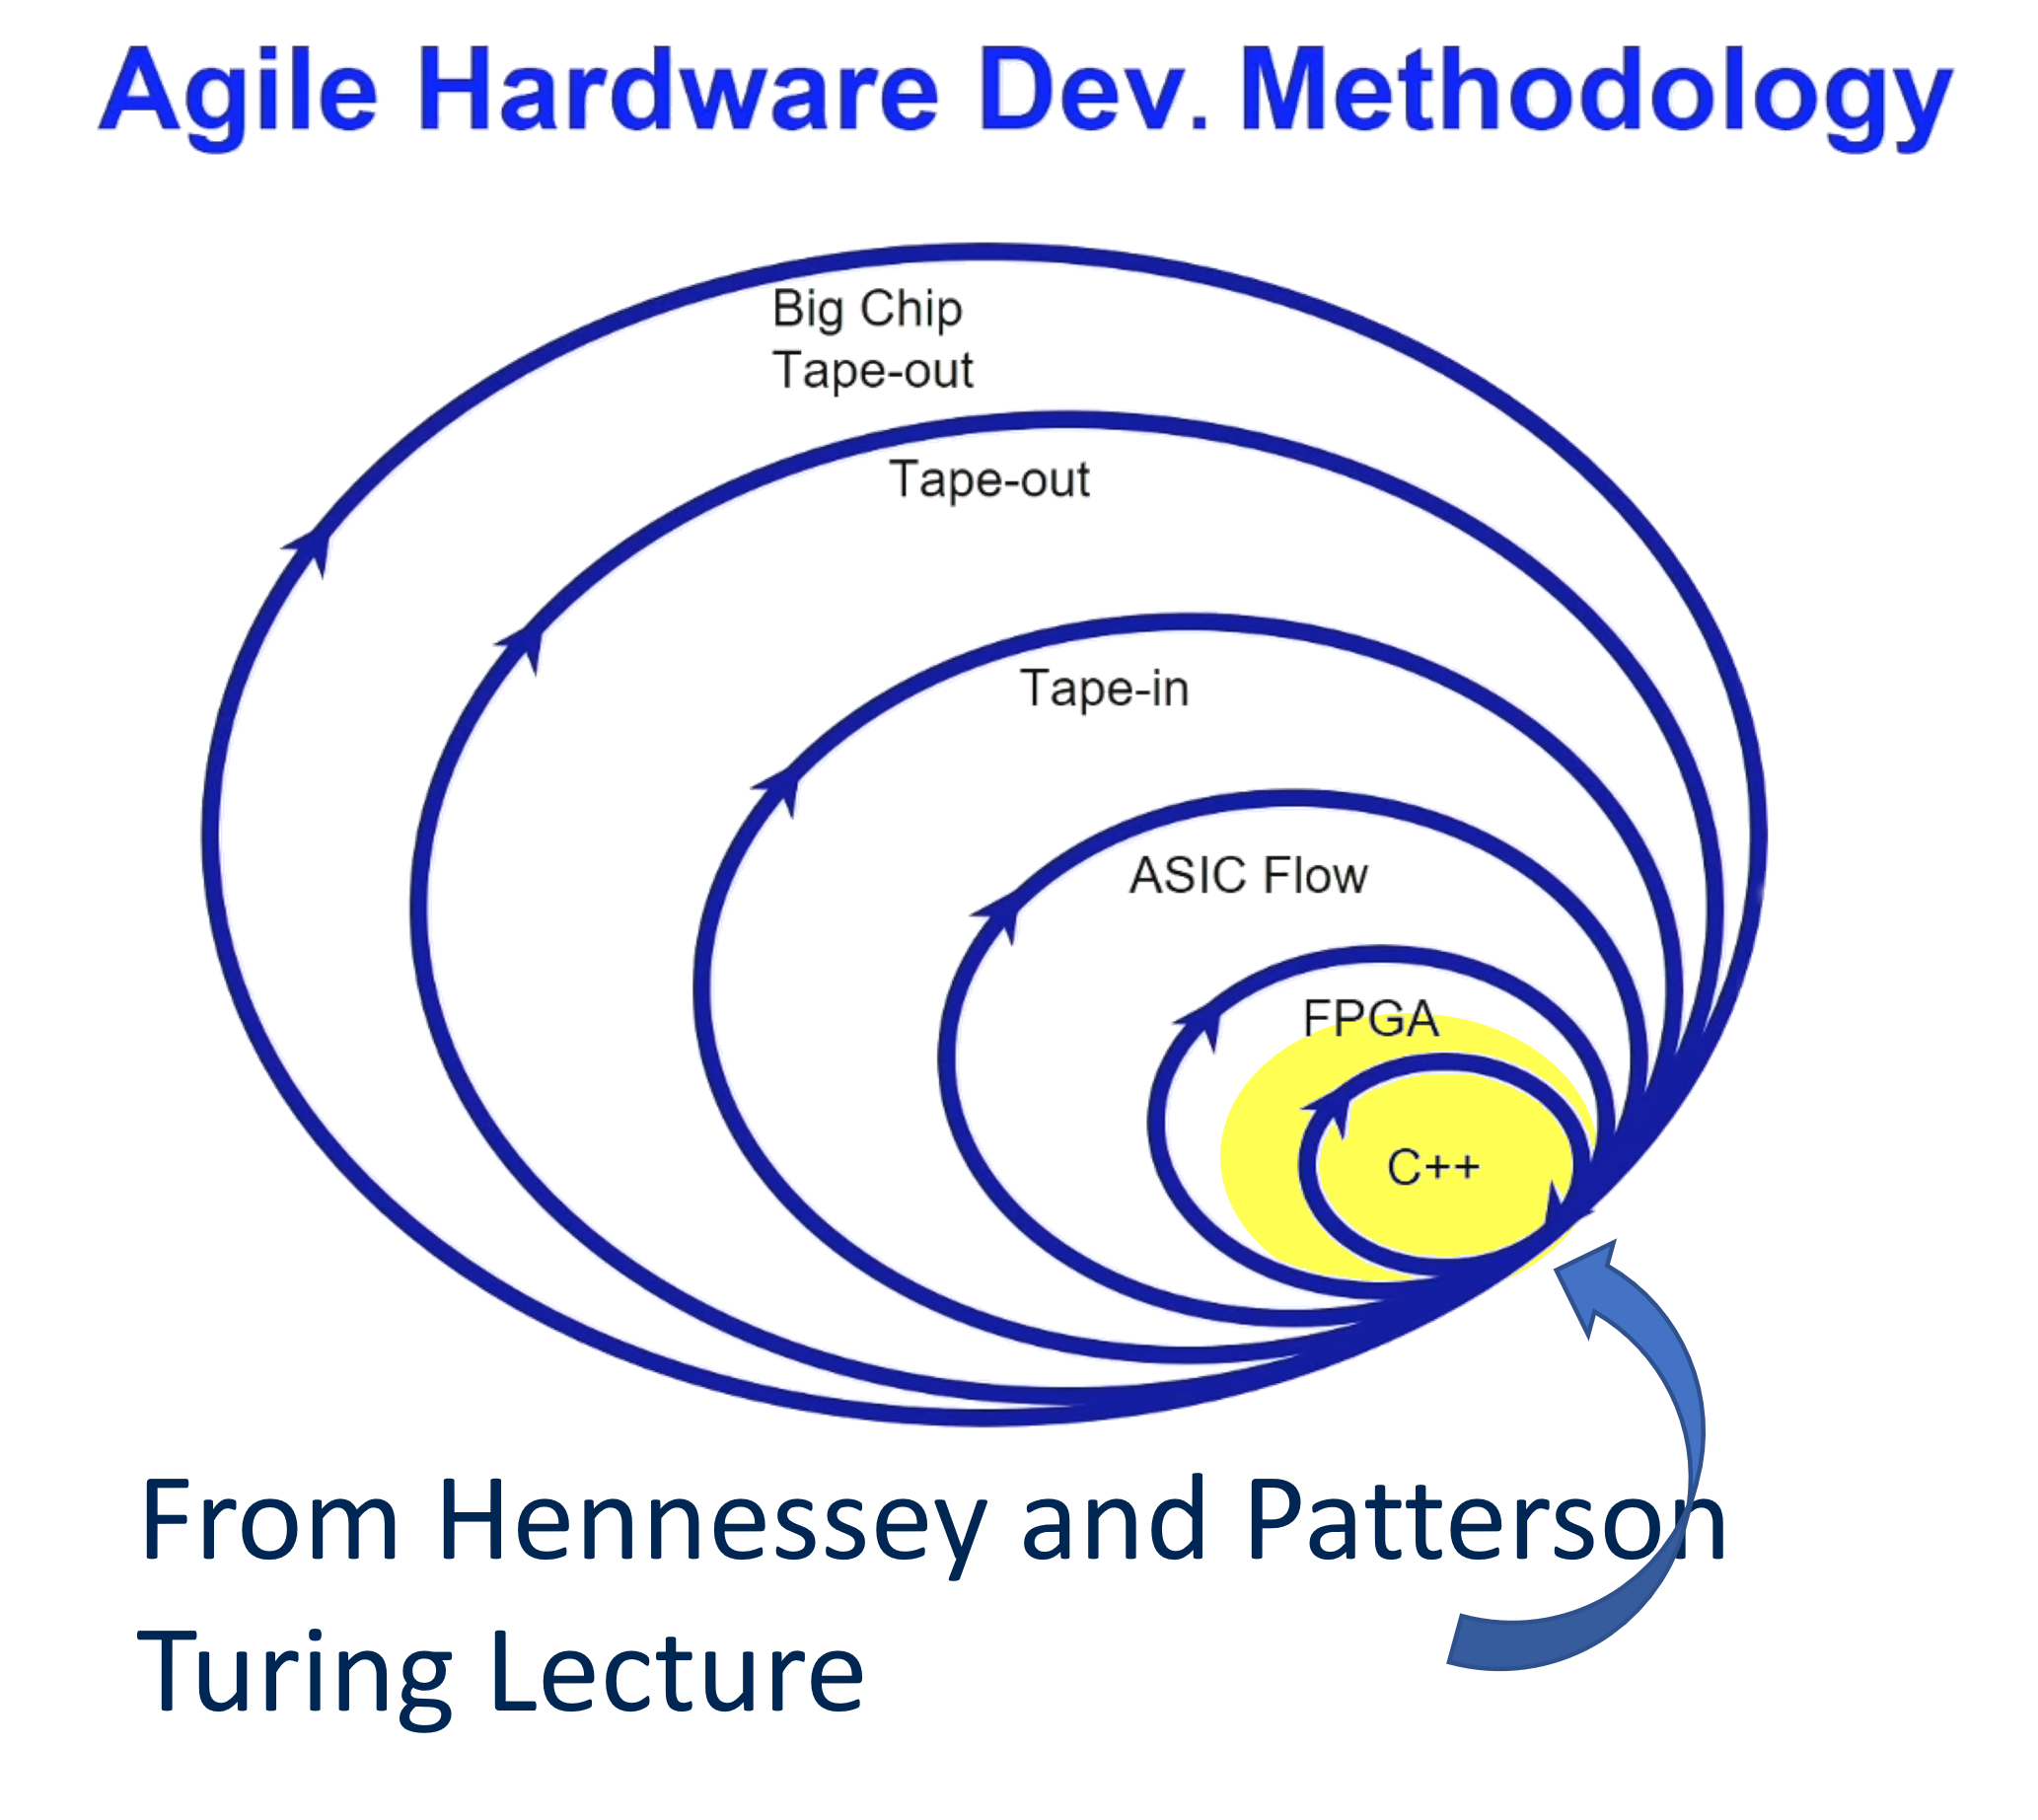 Agile Hardware Dev. Methodology
Big Chip
Tape-out
Tape-out
Tape-in
ASIC Flow
FPGA
C++
From Hennessey and Patterson
Turing Lecture